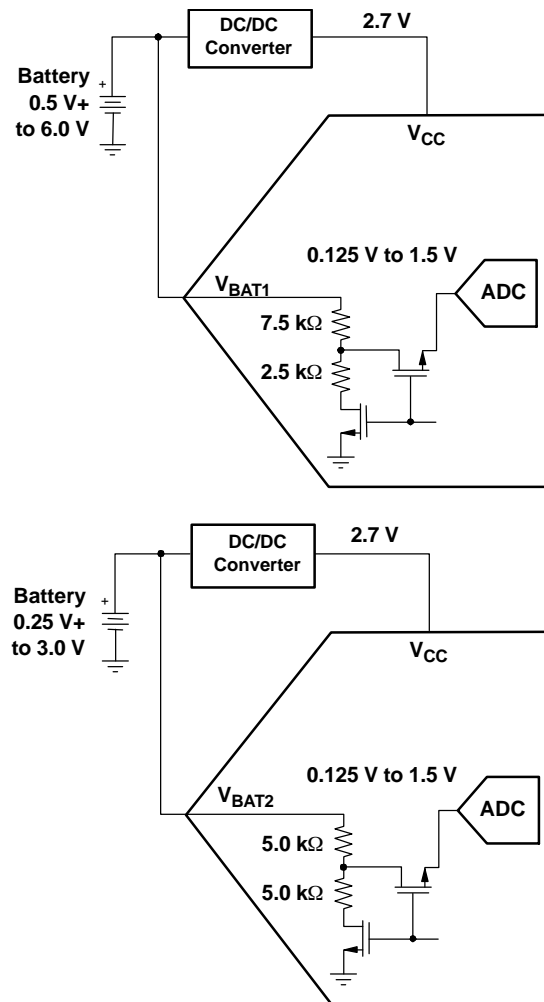 DC/DC
Converter
2.7 V
Battery
0.5 V+
to 6.0 V
+
VCC
0.125 V to 1.5 V
VBAT1
ADC
7.5 kΩ
2.5 kΩ
DC/DC
Converter
2.7 V
Battery
0.25 V+
to 3.0 V
+
VCC
0.125 V to 1.5 V
VBAT2
ADC
5.0 kΩ
5.0 kΩ